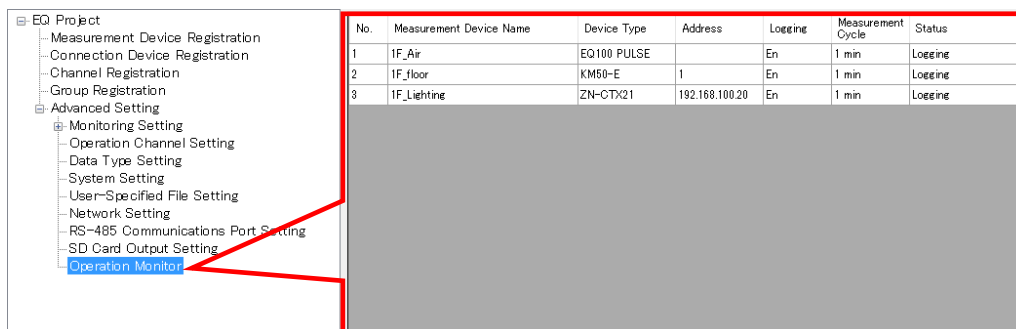 EQ Project
Measurement Device Registration
Connection Device Registration
Channel Registration
Group Registration
Advanced Setting
Monitoring Setting
Operation Channel Setting
Data Type Setting
System Setting
User-Specified File Setting
Network Setting
RS-485 Communications Port Setting
SD Card Output Setting
Operation Monitor
No. Measurement Device Name Device Type Address Logging Measurement Cycle Status
1 1F_Air EQ100 PULSE En 1 min Logging
2 1F_floor KM50-E 1 En 1 min Logging
3 1F_Lighting ZN-CTX21 192.168.100.20 En 1 min Logging